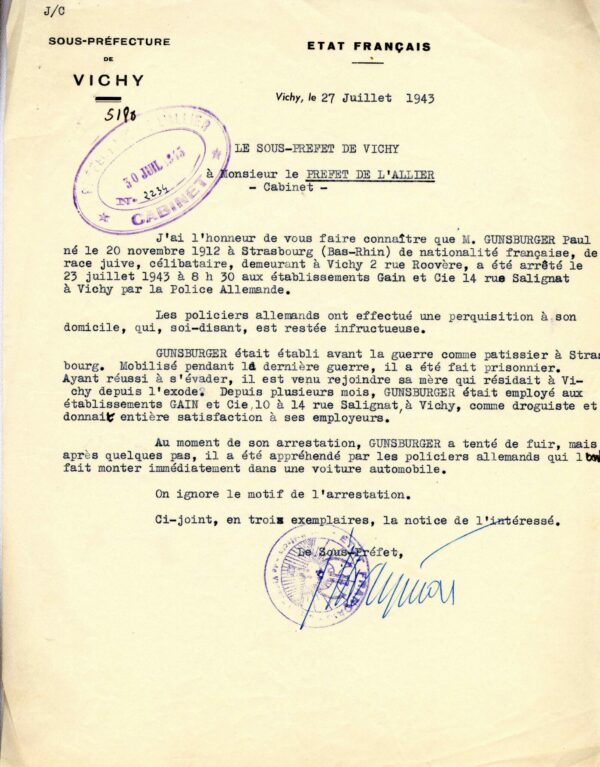 J/C
SOUS-PRÉFECTURE
DE
VICHY
5190
ETAT FRANÇAIS
Vichy, le 27 Juillet 1943
30 JUIL 1943
N° 2234
CABINET
LE SOUS-PREFET DE VICHY
à Monsieur le PREFET DE L'ALLIER
- Cabinet -
J'ai l'honneur de vous faire connaître que M. GUNSBURGER Paul
né le 20 novembre 1912 à Strasbourg (Bas-Rhin) de nationalité française, de
race juive, célibataire, demeurant à Vichy 2 rue Roovère, a été arrêté le
23 juillet 1943 à 8 h 30 aux établissements Gain et Cie 14 rue Salignat
à Vichy par la Police Allemande.
Les policiers allemands ont effectué une perquisition à son
domicile, qui, soi-disant, est restée infructueuse.
GUNSBURGER était établi avant la guerre comme patissier à Stras
bourg. Mobilisé pendant la dernière guerre, il a été fait prisonnier.
Ayant réussi à s'évader, il est venu rejoindre sa mère qui résidait à Vi-
chy depuis l'exode. Depuis plusieurs mois, GUNSBURGER était employé aux
établissements GAIN et Cie,10 à 14 rue Salignat,à Vichy, comme droguiste et
donnait entière satisfaction à ses employeurs.
Au moment de son arrestation, GUNSBURGER a tenté de fuir, mais
après quelques pas, il a été appréhendé par les policiers allemands qui l'ont
fait monter immédiatement dans une voiture automobile.
On ignore le motif de l'arrestation.
Ci-joint, en trois exemplaires, la notice de l'intéressé.
Le Sous-Préfet,
ETAT FRANÇAIS